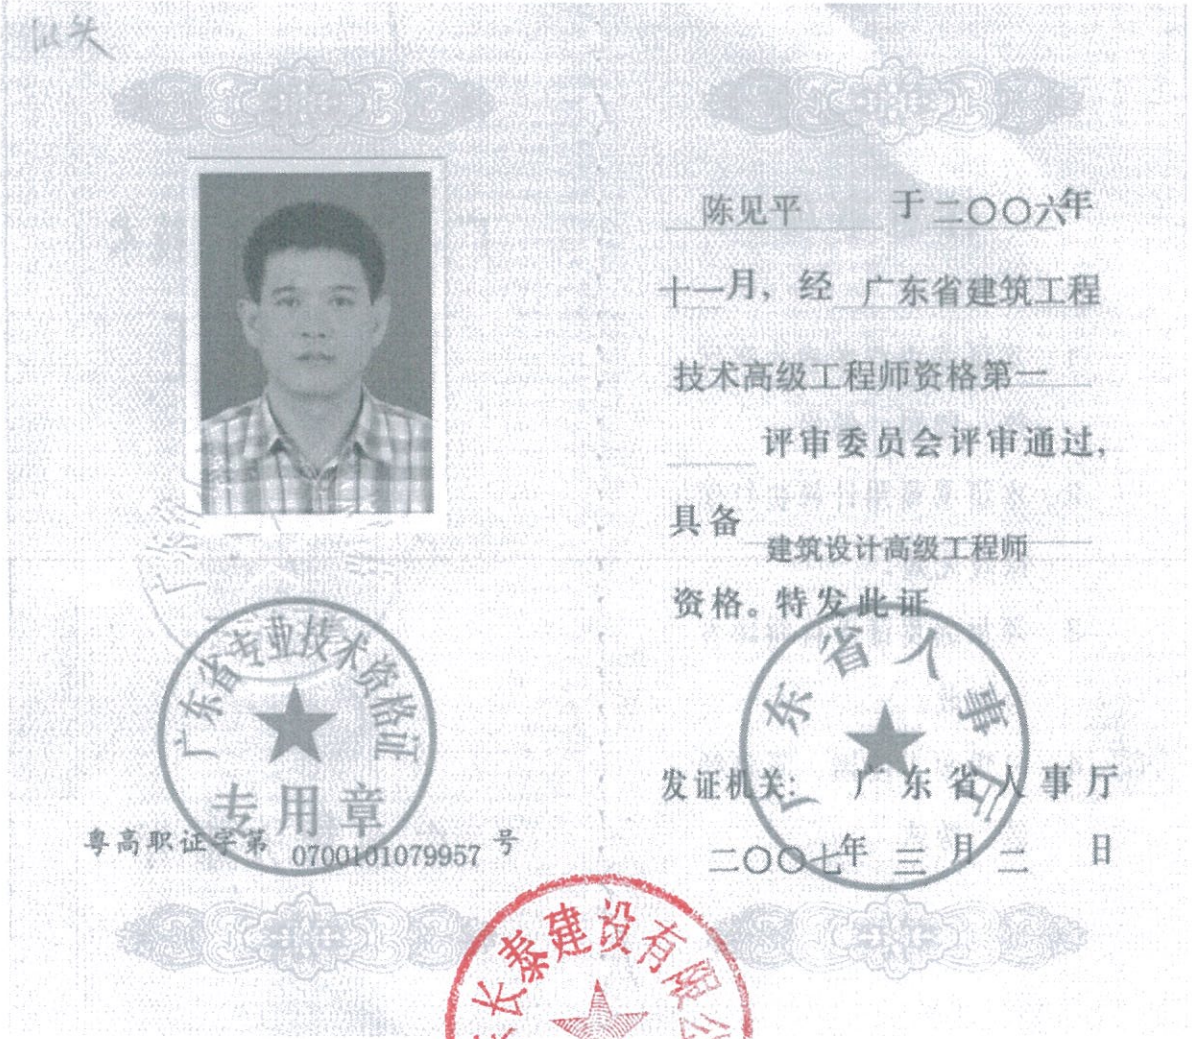 汕头
陈见平 于二〇〇六年
十一月，经 广东省建筑工程
技术高级工程师资格第一
评审委员会评审通过，
具备 建筑设计高级工程师
资格。特发此证
广东省人事厅
发证机关： 广东省人事厅
二〇〇七年 三 月 二 日
广东省专业技术资格证
专用章
粤高职证字第 0700101079957 号
长泰建设有限公